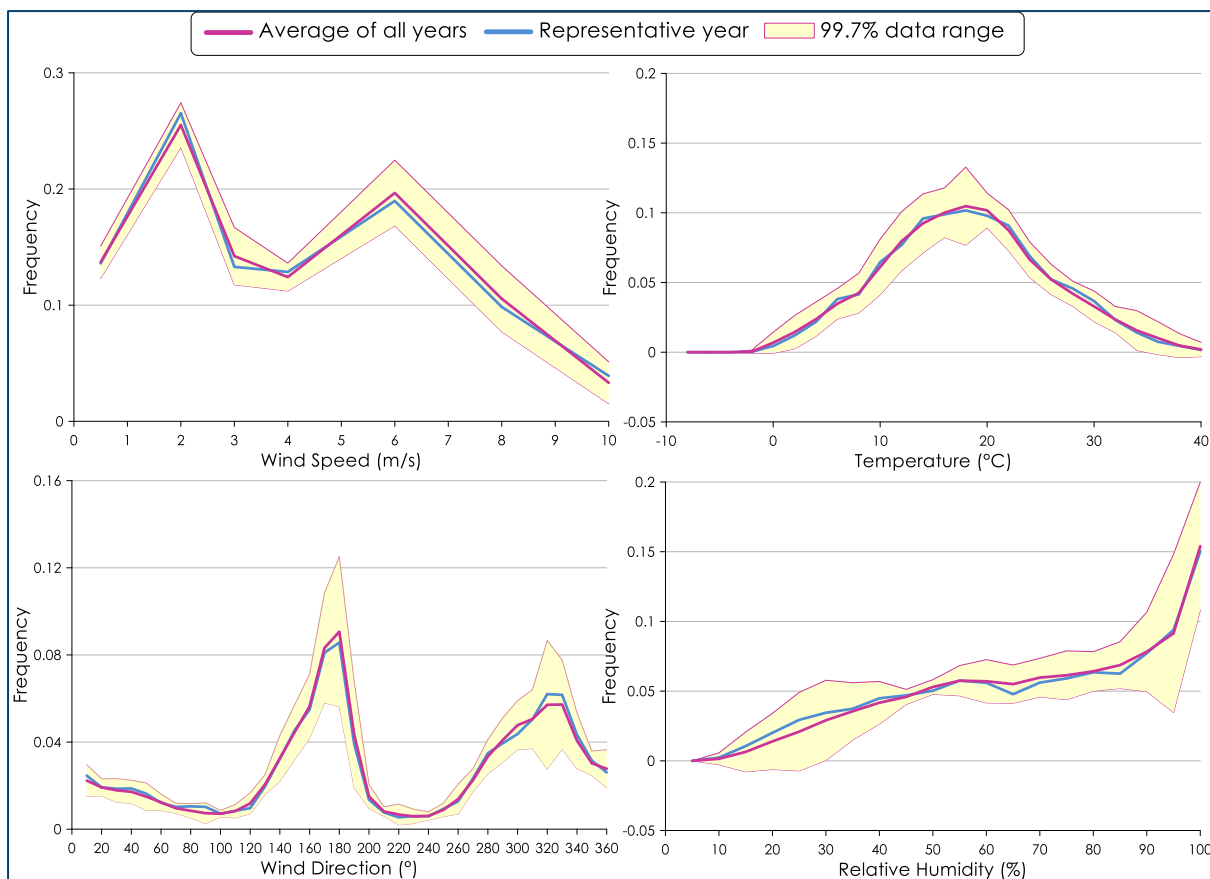 Average of all years Representative year 99.7% data range
0.3
0.2
0.1
0
Frequency
0 1 2 3 4 5 6 7 8 9 10
Wind Speed (m/s)
0.2
0.15
0.1
0.05
0
-0.05
Frequency
-10 0 10 20 30 40
Temperature (°C)
0.16
0.12
0.08
0.04
0
Frequency
0 20 40 60 80 100 120 140 160 180 200 220 240 260 280 300 320 340 360
Wind Direction (°)
0.2
0.15
0.1
0.05
0
-0.05
Frequency
0 10 20 30 40 50 60 70 80 90 100
Relative Humidity (%)